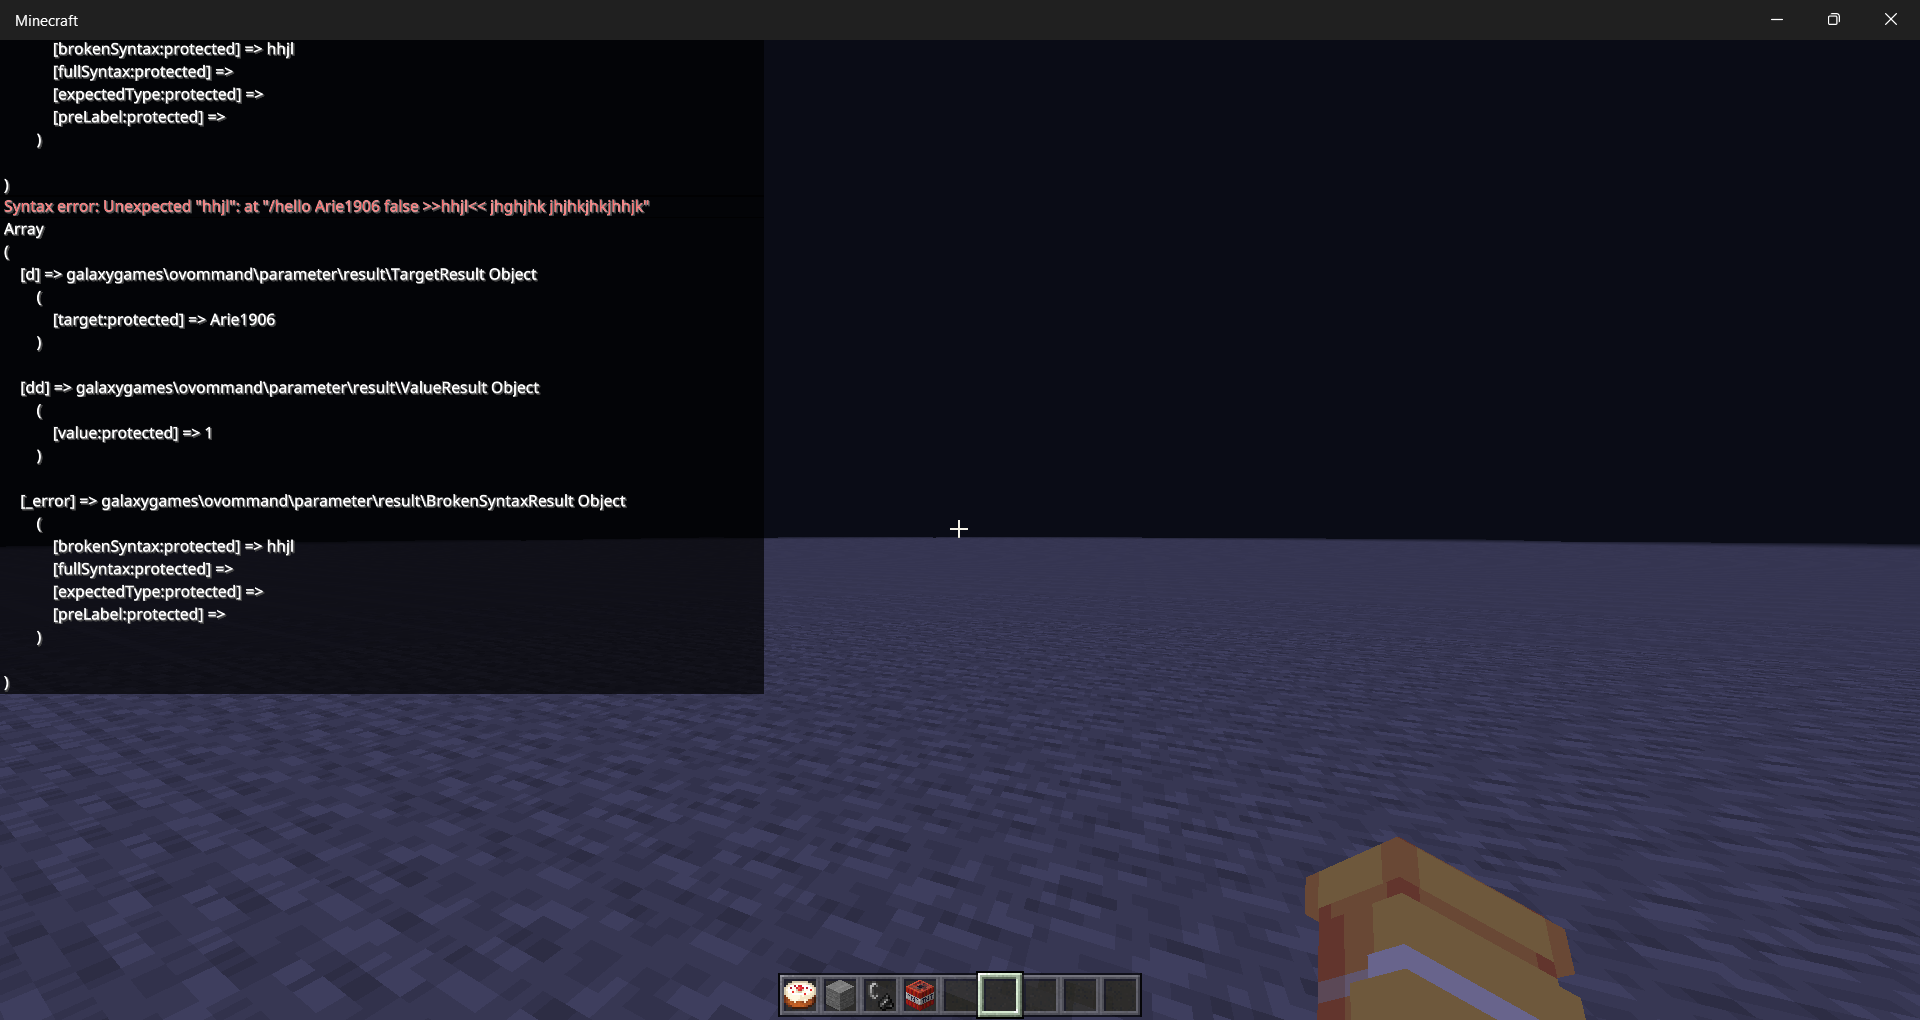 Minecraft
[brokenSyntax:protected] => hhjl
[fullSyntax:protected] =>
[expectedType:protected] =>
[preLabel:protected] =>
)
)
Syntax error: Unexpected "hhjl": at "/hello Arie1906 false >>hhjl<< jhghjhk jhjhkjhkjhhjk"
Array
(
[d] => galaxygames\ovommand\parameter\result\TargetResult Object
(
[target:protected] => Arie1906
)
[dd] => galaxygames\ovommand\parameter\result\ValueResult Object
(
[value:protected] => 1
)
[_error] => galaxygames\ovommand\parameter\result\BrokenSyntaxResult Object
(
[brokenSyntax:protected] => hhjl
[fullSyntax:protected] =>
[expectedType:protected] =>
[preLabel:protected] =>
)
)